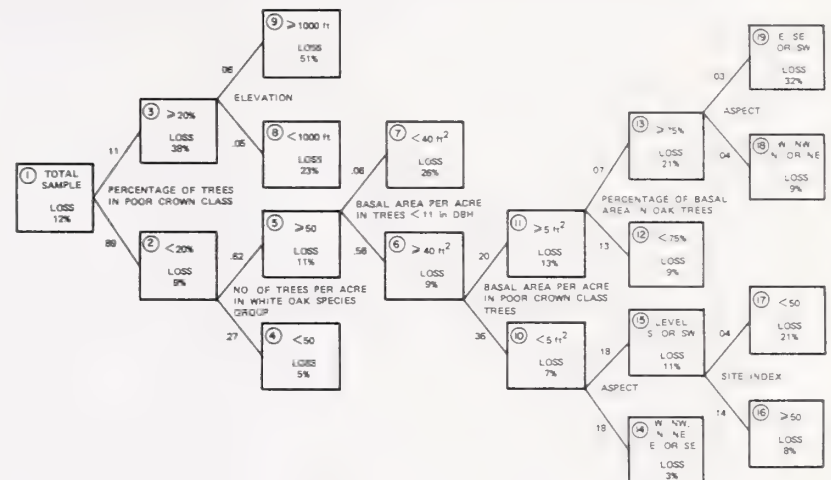 ① TOTAL SAMPLE
LOSS
12%
.11
.89
PERCENTAGE OF TREES
IN POOR CROWN CLASS
③ ≥20%
LOSS
38%
② <20%
LOSS
9%
.06
.05
ELEVATION
⑨ ≥1000 ft
LOSS
51%
⑧ <1000 ft
LOSS
23%
.62
.27
NO OF TREES PER ACRE
IN WHITE OAK SPECIES
GROUP
⑤ ≥50
LOSS
11%
④ <50
LOSS
5%
.06
.56
BASAL AREA PER ACRE
IN TREES <11 in DBH
⑦ <40 ft²
LOSS
26%
⑥ ≥40 ft²
LOSS
9%
.20
.36
BASAL AREA PER ACRE
IN POOR CROWN CLASS
TREES
⑪ ≥5 ft²
LOSS
13%
⑩ <5 ft²
LOSS
7%
.07
.13
PERCENTAGE OF BASAL
AREA IN OAK TREES
⑬ ≥75%
LOSS
21%
⑫ <75%
LOSS
9%
.03
.04
ASPECT
⑲ E SE
OR SW
LOSS
32%
⑱ W NW
N OR NE
LOSS
9%
.18
.18
ASPECT
⑮ LEVEL
S OR SW
LOSS
11%
⑭ W NW,
N NE
E OR SE
LOSS
3%
.04
.14
SITE INDEX
⑰ <50
LOSS
21%
⑯ ≥50
LOSS
8%